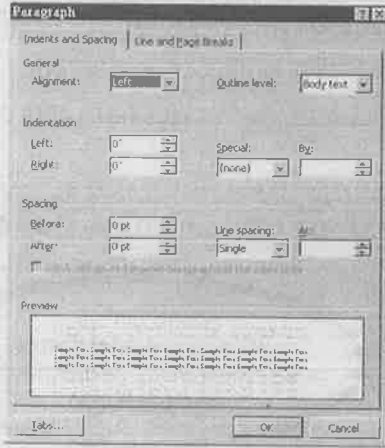 Paragraph
Indents and Spacing Line and Page Breaks
General
Alignment: Left Outline level: Body text
Indentation
Left: 0" Special: By:
Right: 0" (none)
Spacing
Before: 0 pt Line spacing: At:
After: 0 pt Single
Preview
Tabs... OK Cancel